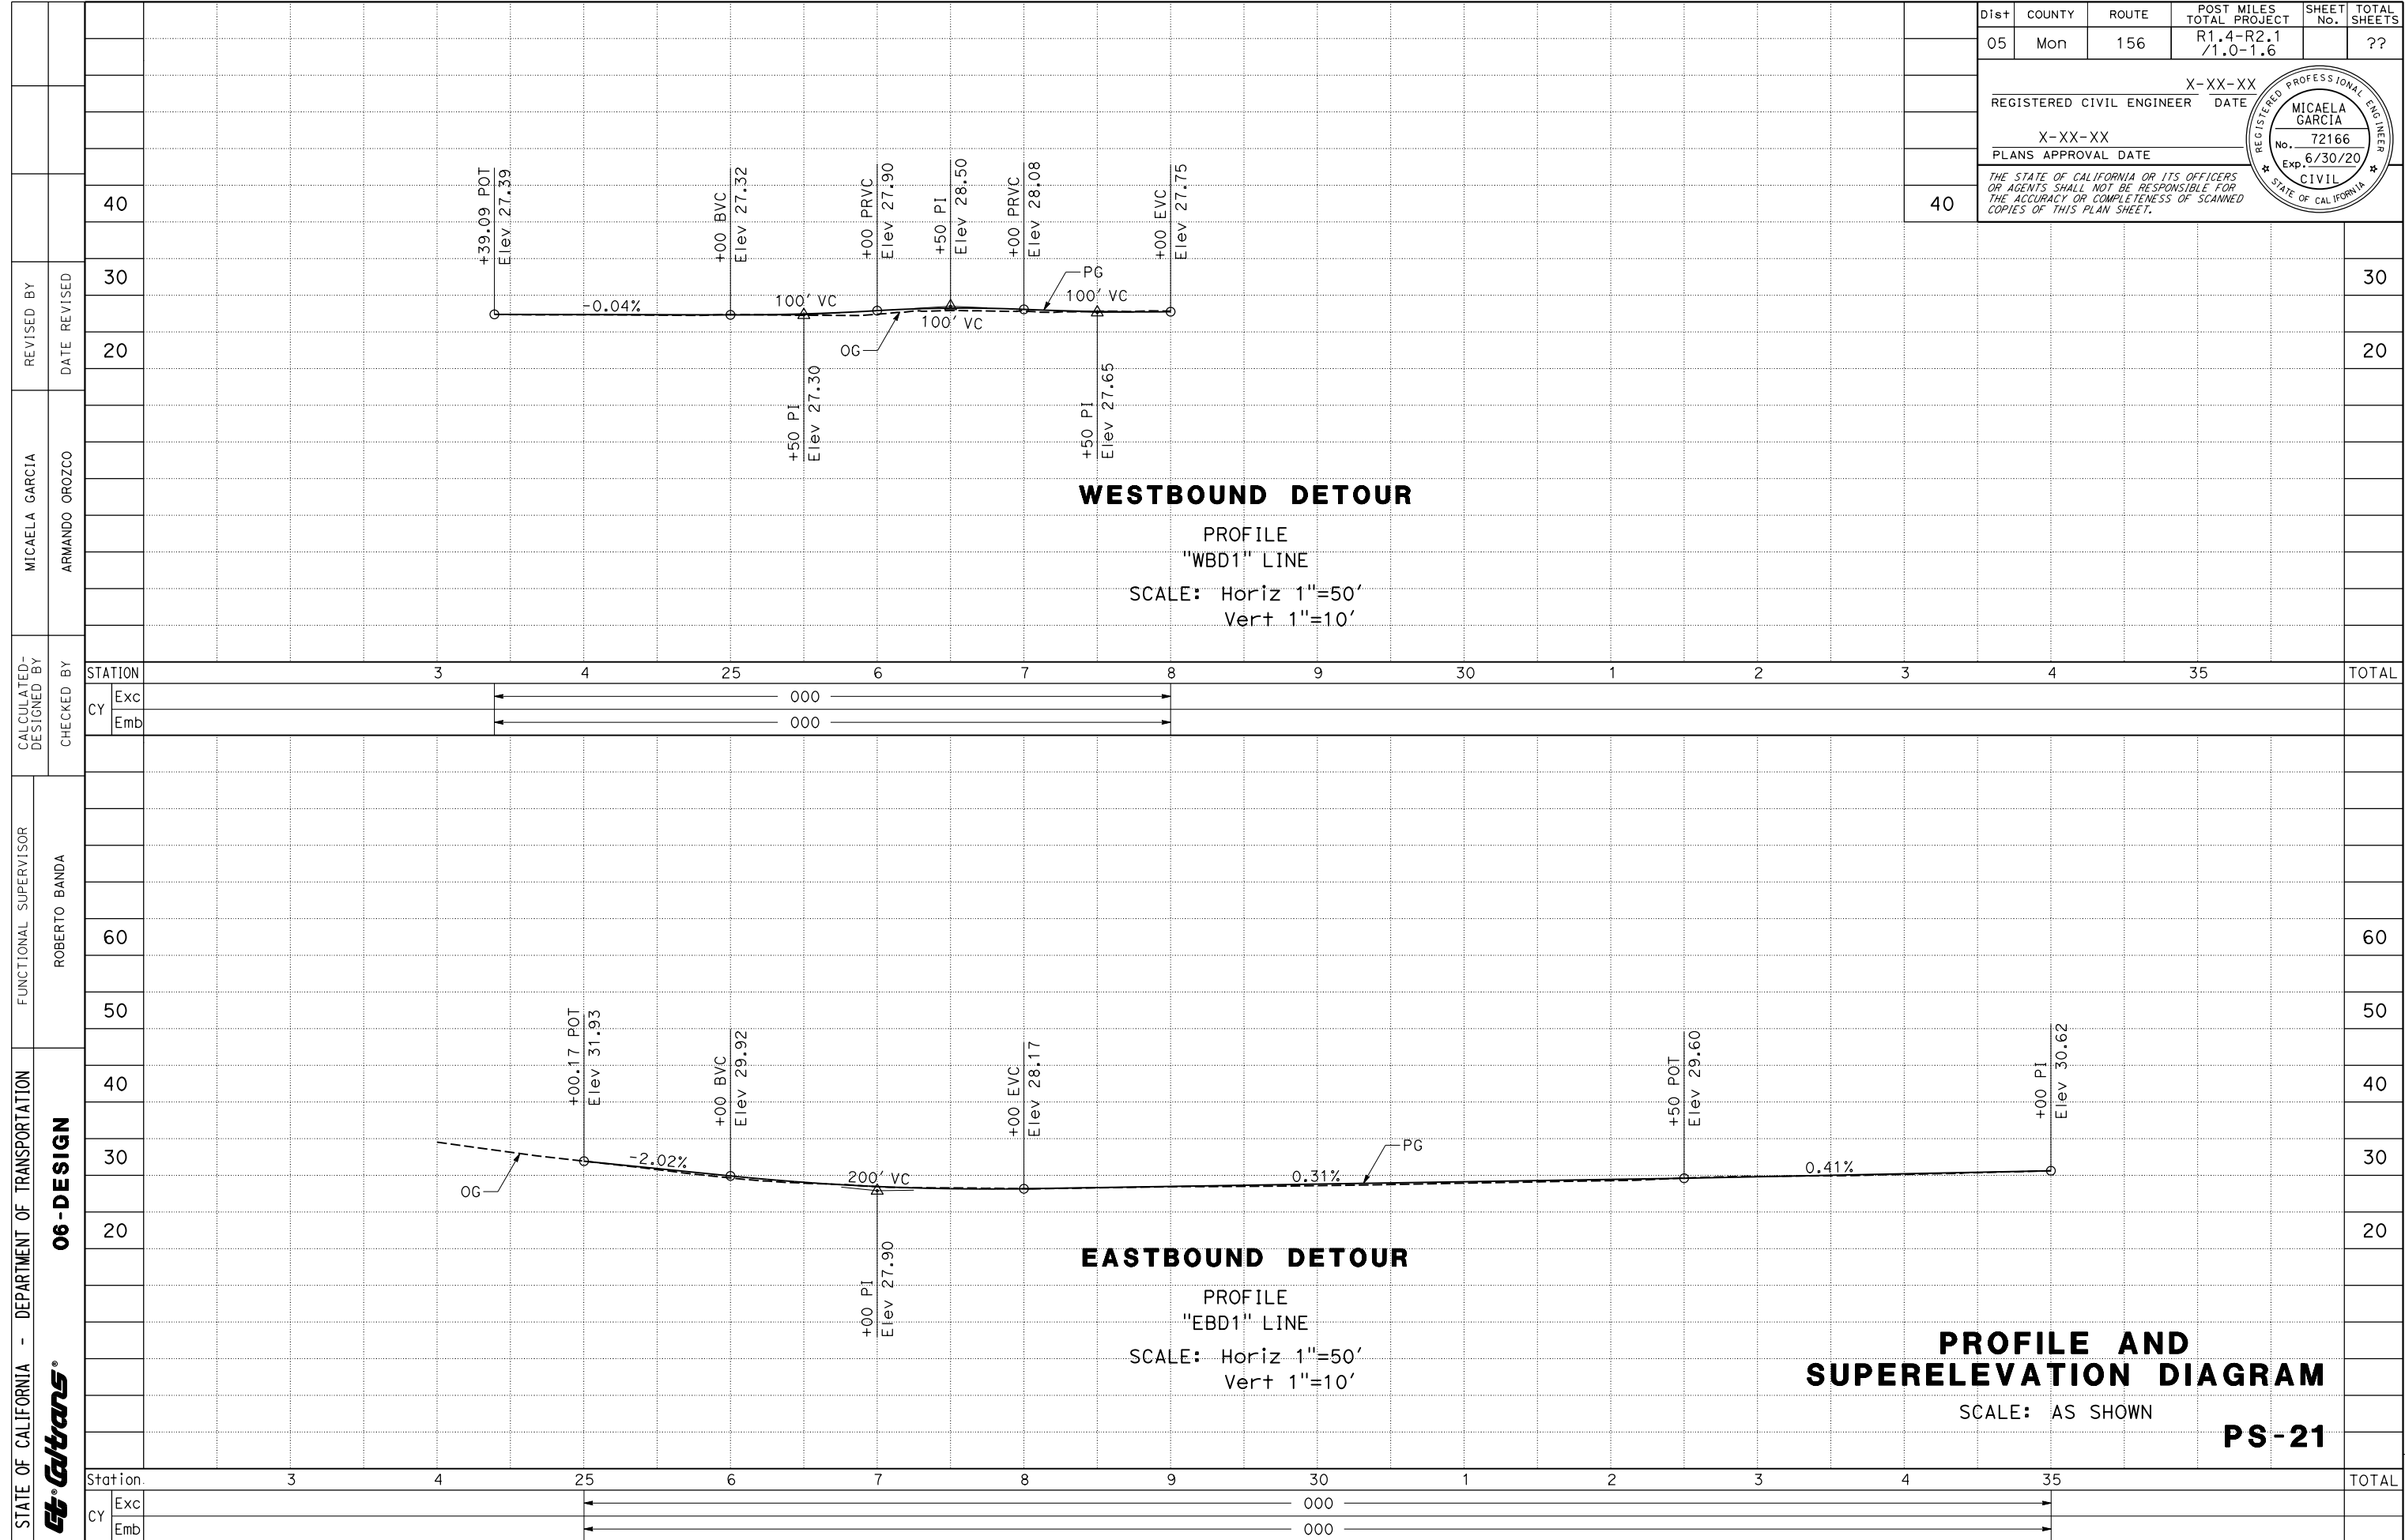 Dist COUNTY ROUTE POST MILES TOTAL PROJECT SHEET No. TOTAL SHEETS
05 Mon 156 R1.4-R2.1 /1.0-1.6 ??
X-XX-XX
REGISTERED CIVIL ENGINEER DATE
X-XX-XX
PLANS APPROVAL DATE
THE STATE OF CALIFORNIA OR ITS OFFICERS
OR AGENTS SHALL NOT BE RESPONSIBLE FOR
THE ACCURACY OR COMPLETENESS OF SCANNED
COPIES OF THIS PLAN SHEET.
REGISTERED PROFESSIONAL ENGINEER
MICAELA
GARCIA
No. 72166
Exp. 6/30/20
CIVIL
STATE OF CALIFORNIA
REVISED BY
DATE REVISED
MICAELA GARCIA
ARMANDO OROZCO
CALCULATED-
DESIGNED BY
CHECKED BY
FUNCTIONAL SUPERVISOR
ROBERTO BANDA
STATE OF CALIFORNIA - DEPARTMENT OF TRANSPORTATION
06-DESIGN
Caltrans®
40 40
30 30
20 20
+39.09 POT
Elev 27.39
+00 BVC
Elev 27.32
+00 PRVC
Elev 27.90
+50 PI
Elev 28.50
+00 PRVC
Elev 28.08
+00 EVC
Elev 27.75
-0.04%
100' VC
100' VC
100' VC
PG
OG
+50 PI
Elev 27.30
+50 PI
Elev 27.65
WESTBOUND DETOUR
PROFILE
"WBD1" LINE
SCALE: Horiz 1"=50'
Vert 1"=10'
STATION 3 4 25 6 7 8 9 30 1 2 3 4 35 TOTAL
CY
Exc 000
Emb 000
60 60
50 50
40 40
30 30
20 20
+00.17 POT
Elev 31.93
+00 BVC
Elev 29.92
+00 EVC
Elev 28.17
+50 POT
Elev 29.60
+00 PI
Elev 30.62
OG
-2.02%
200' VC
0.31%
PG
0.41%
+00 PI
Elev 27.90
EASTBOUND DETOUR
PROFILE
"EBD1" LINE
SCALE: Horiz 1"=50'
Vert 1"=10'
PROFILE AND
SUPERELEVATION DIAGRAM
SCALE: AS SHOWN
PS-21
Station 3 4 25 6 7 8 9 30 1 2 3 4 35 TOTAL
CY
Exc 000
Emb 000